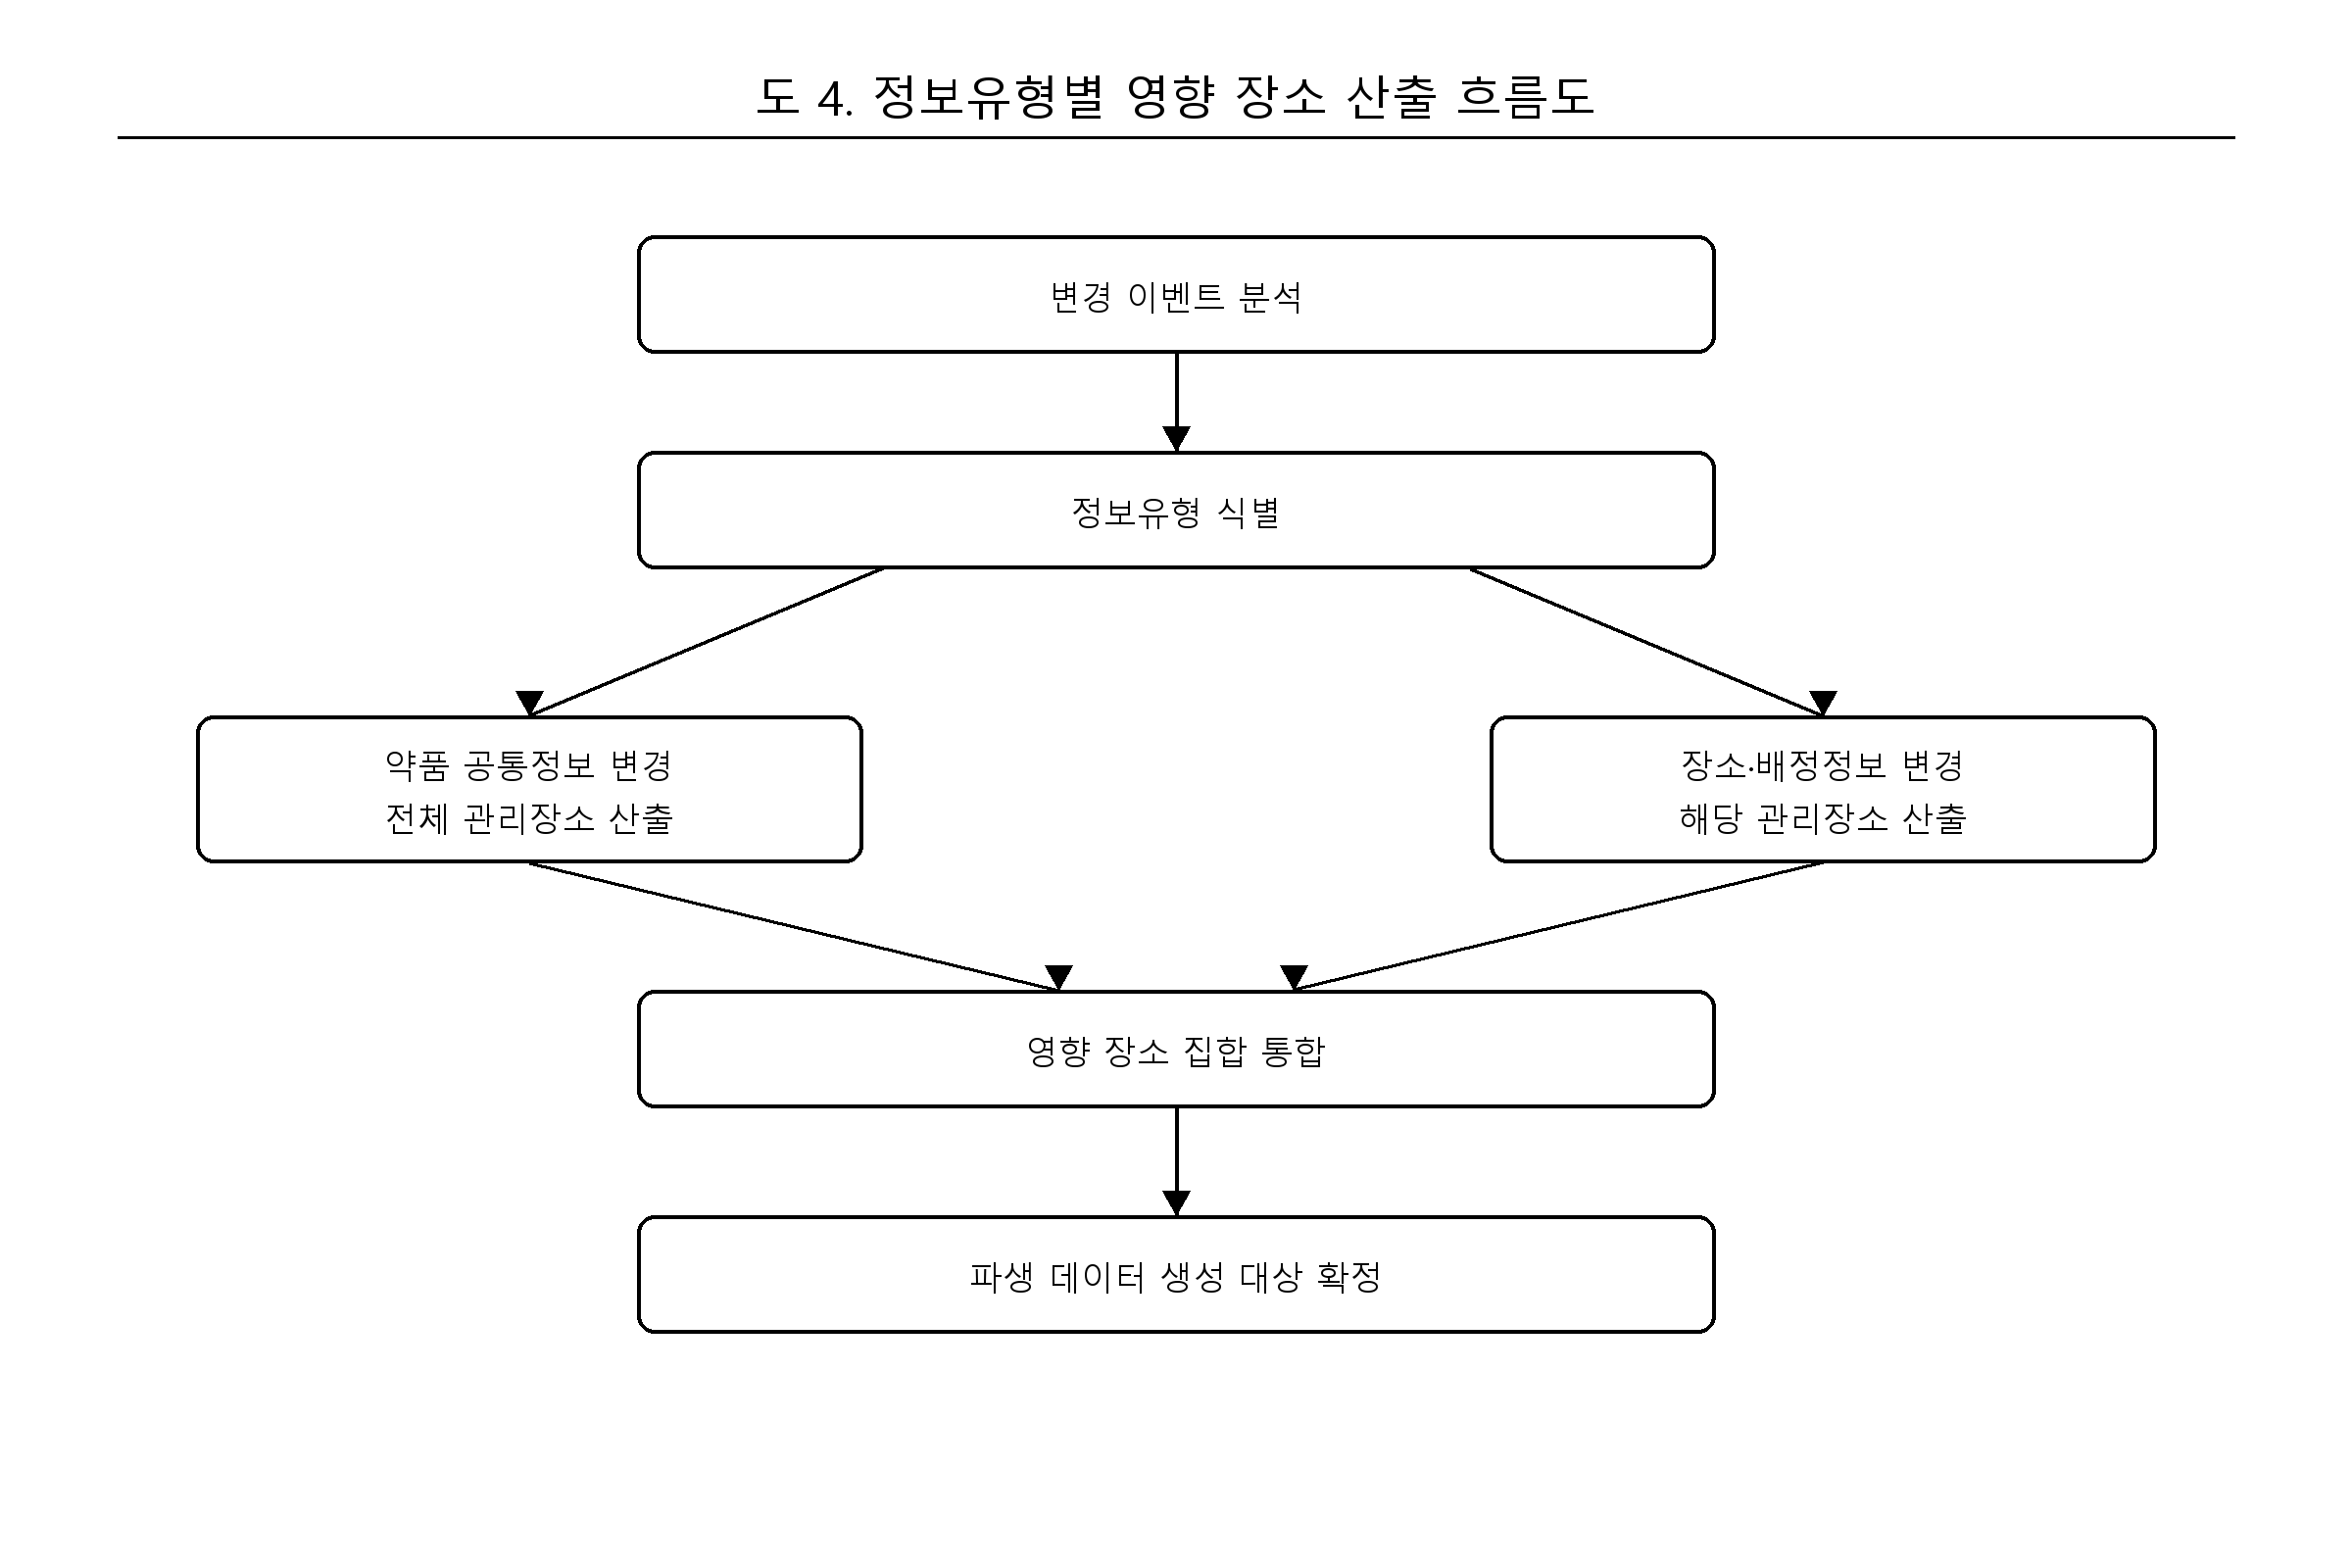 도 4. 정보유형별 영향 장소 산출 흐름도
변경 이벤트 분석
정보유형 식별
약품 공통정보 변경
전체 관리장소 산출
장소·배정정보 변경
해당 관리장소 산출
영향 장소 집합 통합
파생 데이터 생성 대상 확정